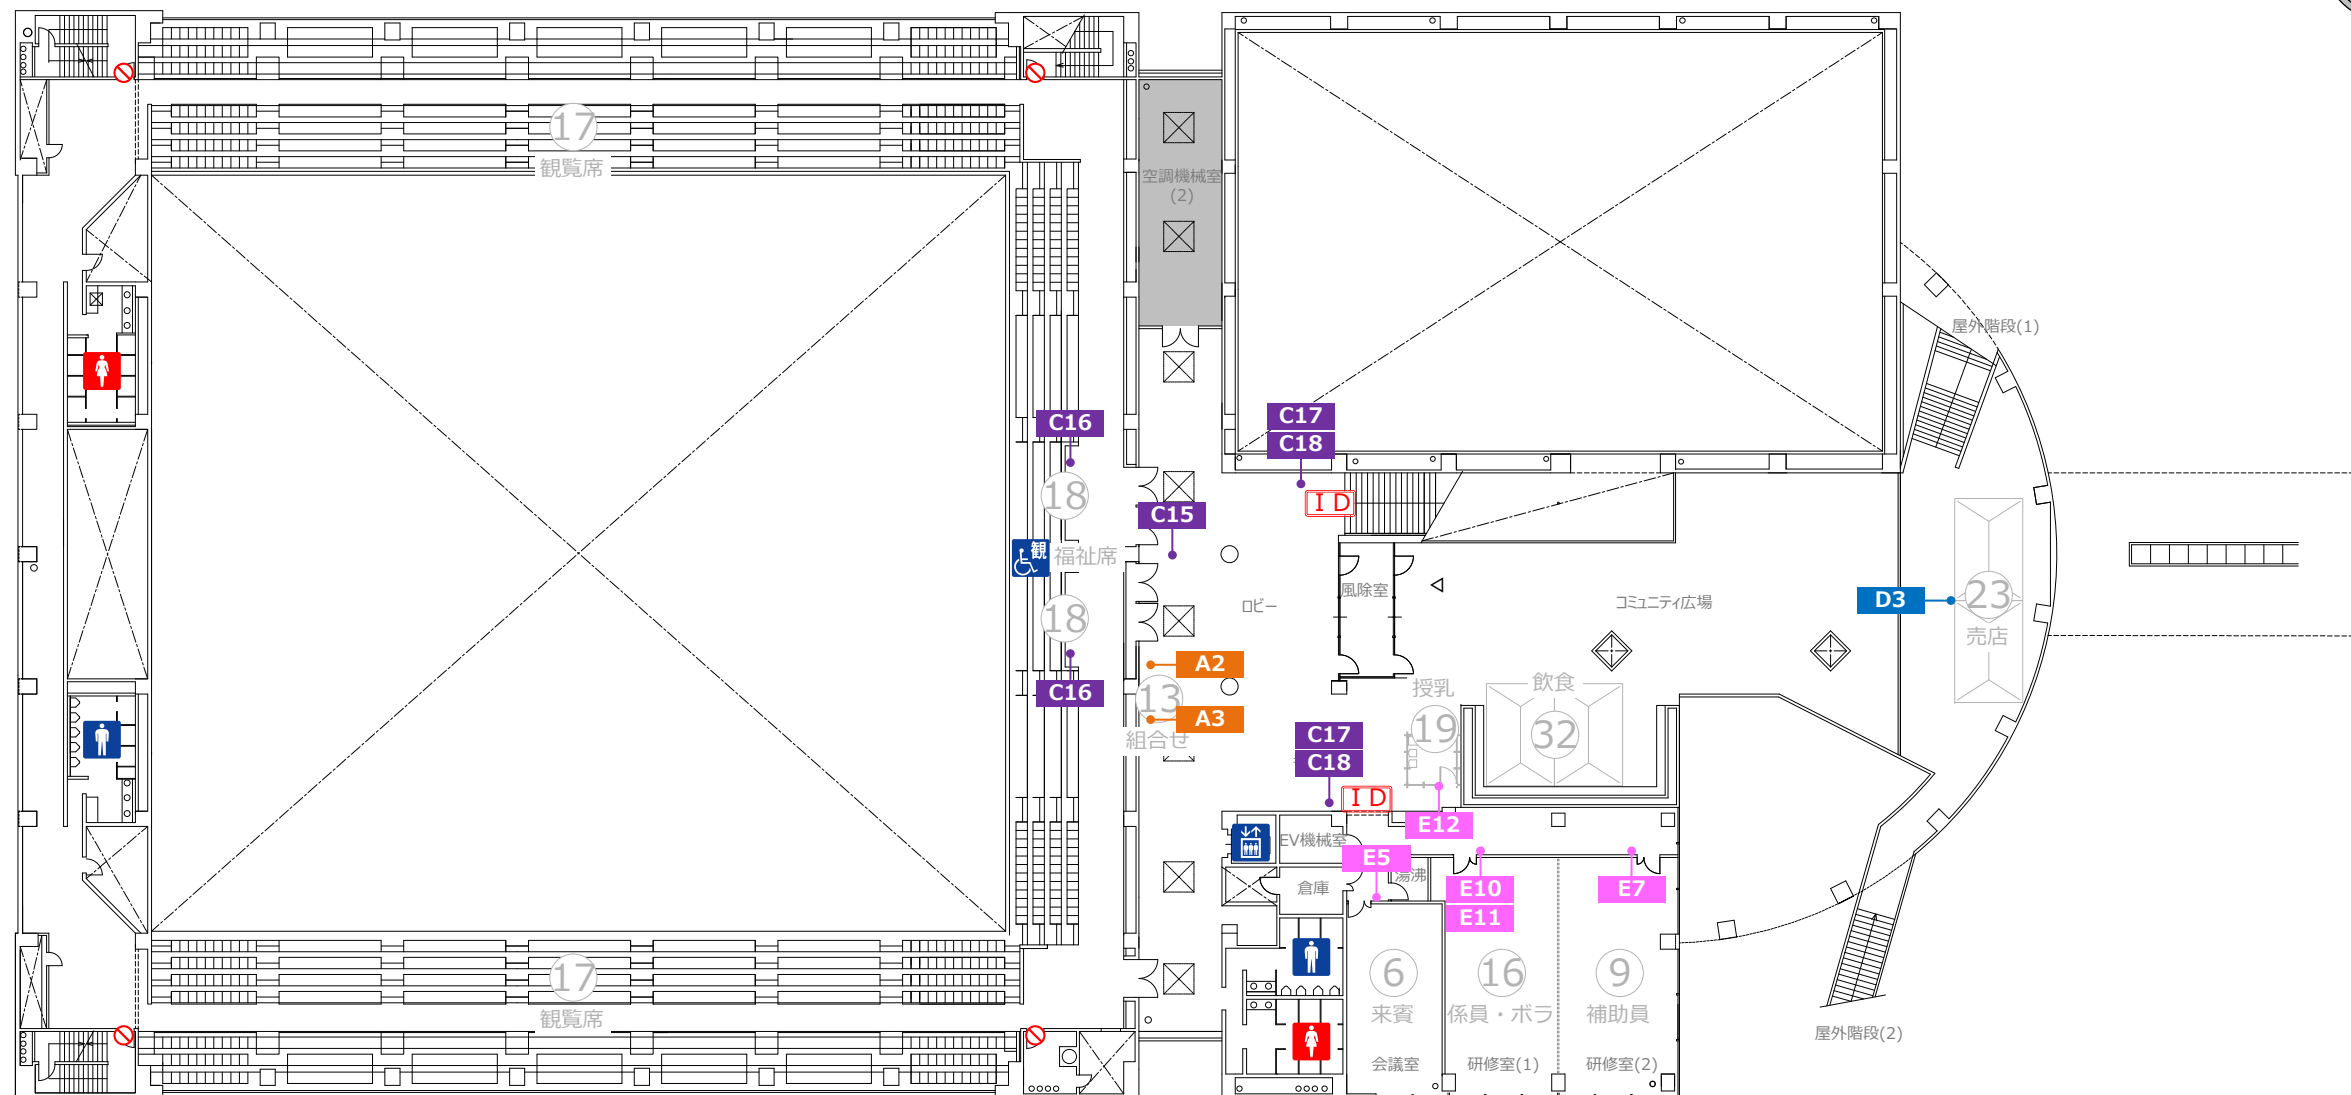 17
観覧席
空調機械室
(2)
屋外階段(1)
C16
C17
C18
ID
18
C15
観
福祉席
風除室
ロビー
コミュニティ広場
D3
23
売店
18
A2
C16
13
A3
組合せ
授乳
19
飲食
32
C17
C18
ID
E12
EV機械室
E5
湯沸
倉庫
E10
E11
E7
17
観覧席
6
来賓
会議室
16
係員・ボラ
研修室(1)
9
補助員
研修室(2)
屋外階段(2)